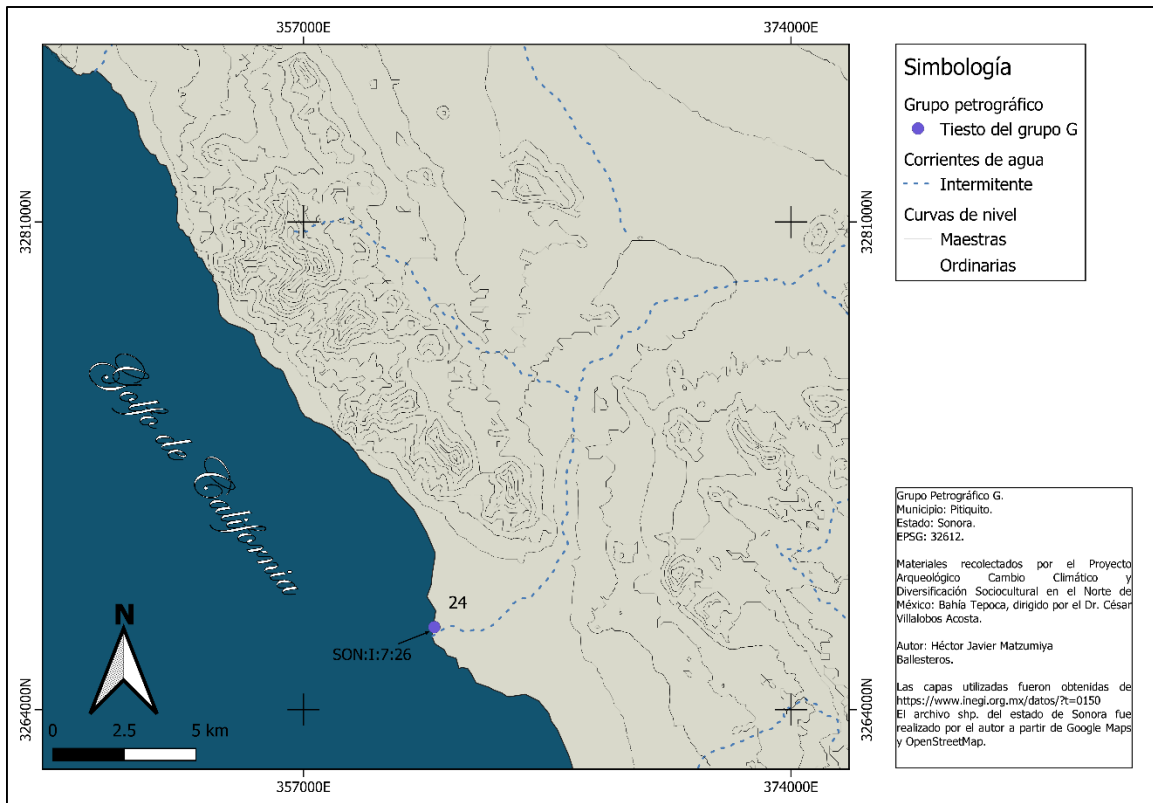 357000E
374000E
3281000N
3281000N
Golfo de California
24
SON:I:7:26
N
0 2.5 5 km
3264000N
3264000N
357000E
374000E
Simbología
Grupo petrográfico
Tiesto del grupo G
Corrientes de agua
Intermitente
Curvas de nivel
Maestras
Ordinarias
Grupo Petrográfico G.
Municipio: Pitiquito.
Estado: Sonora.
EPSG: 32612.
Materiales recolectados por el Proyecto
Arqueológico Cambio Climático y
Diversificación Sociocultural en el Norte de
México: Bahía Tepoca, dirigido por el Dr. César
Villalobos Acosta.
Autor: Héctor Javier Matzumiya
Ballesteros.
Las capas utilizadas fueron obtenidas de
https://www.inegi.org.mx/datos/?t=0150
El archivo shp. del estado de Sonora fue
realizado por el autor a partir de Google Maps
y OpenStreetMap.